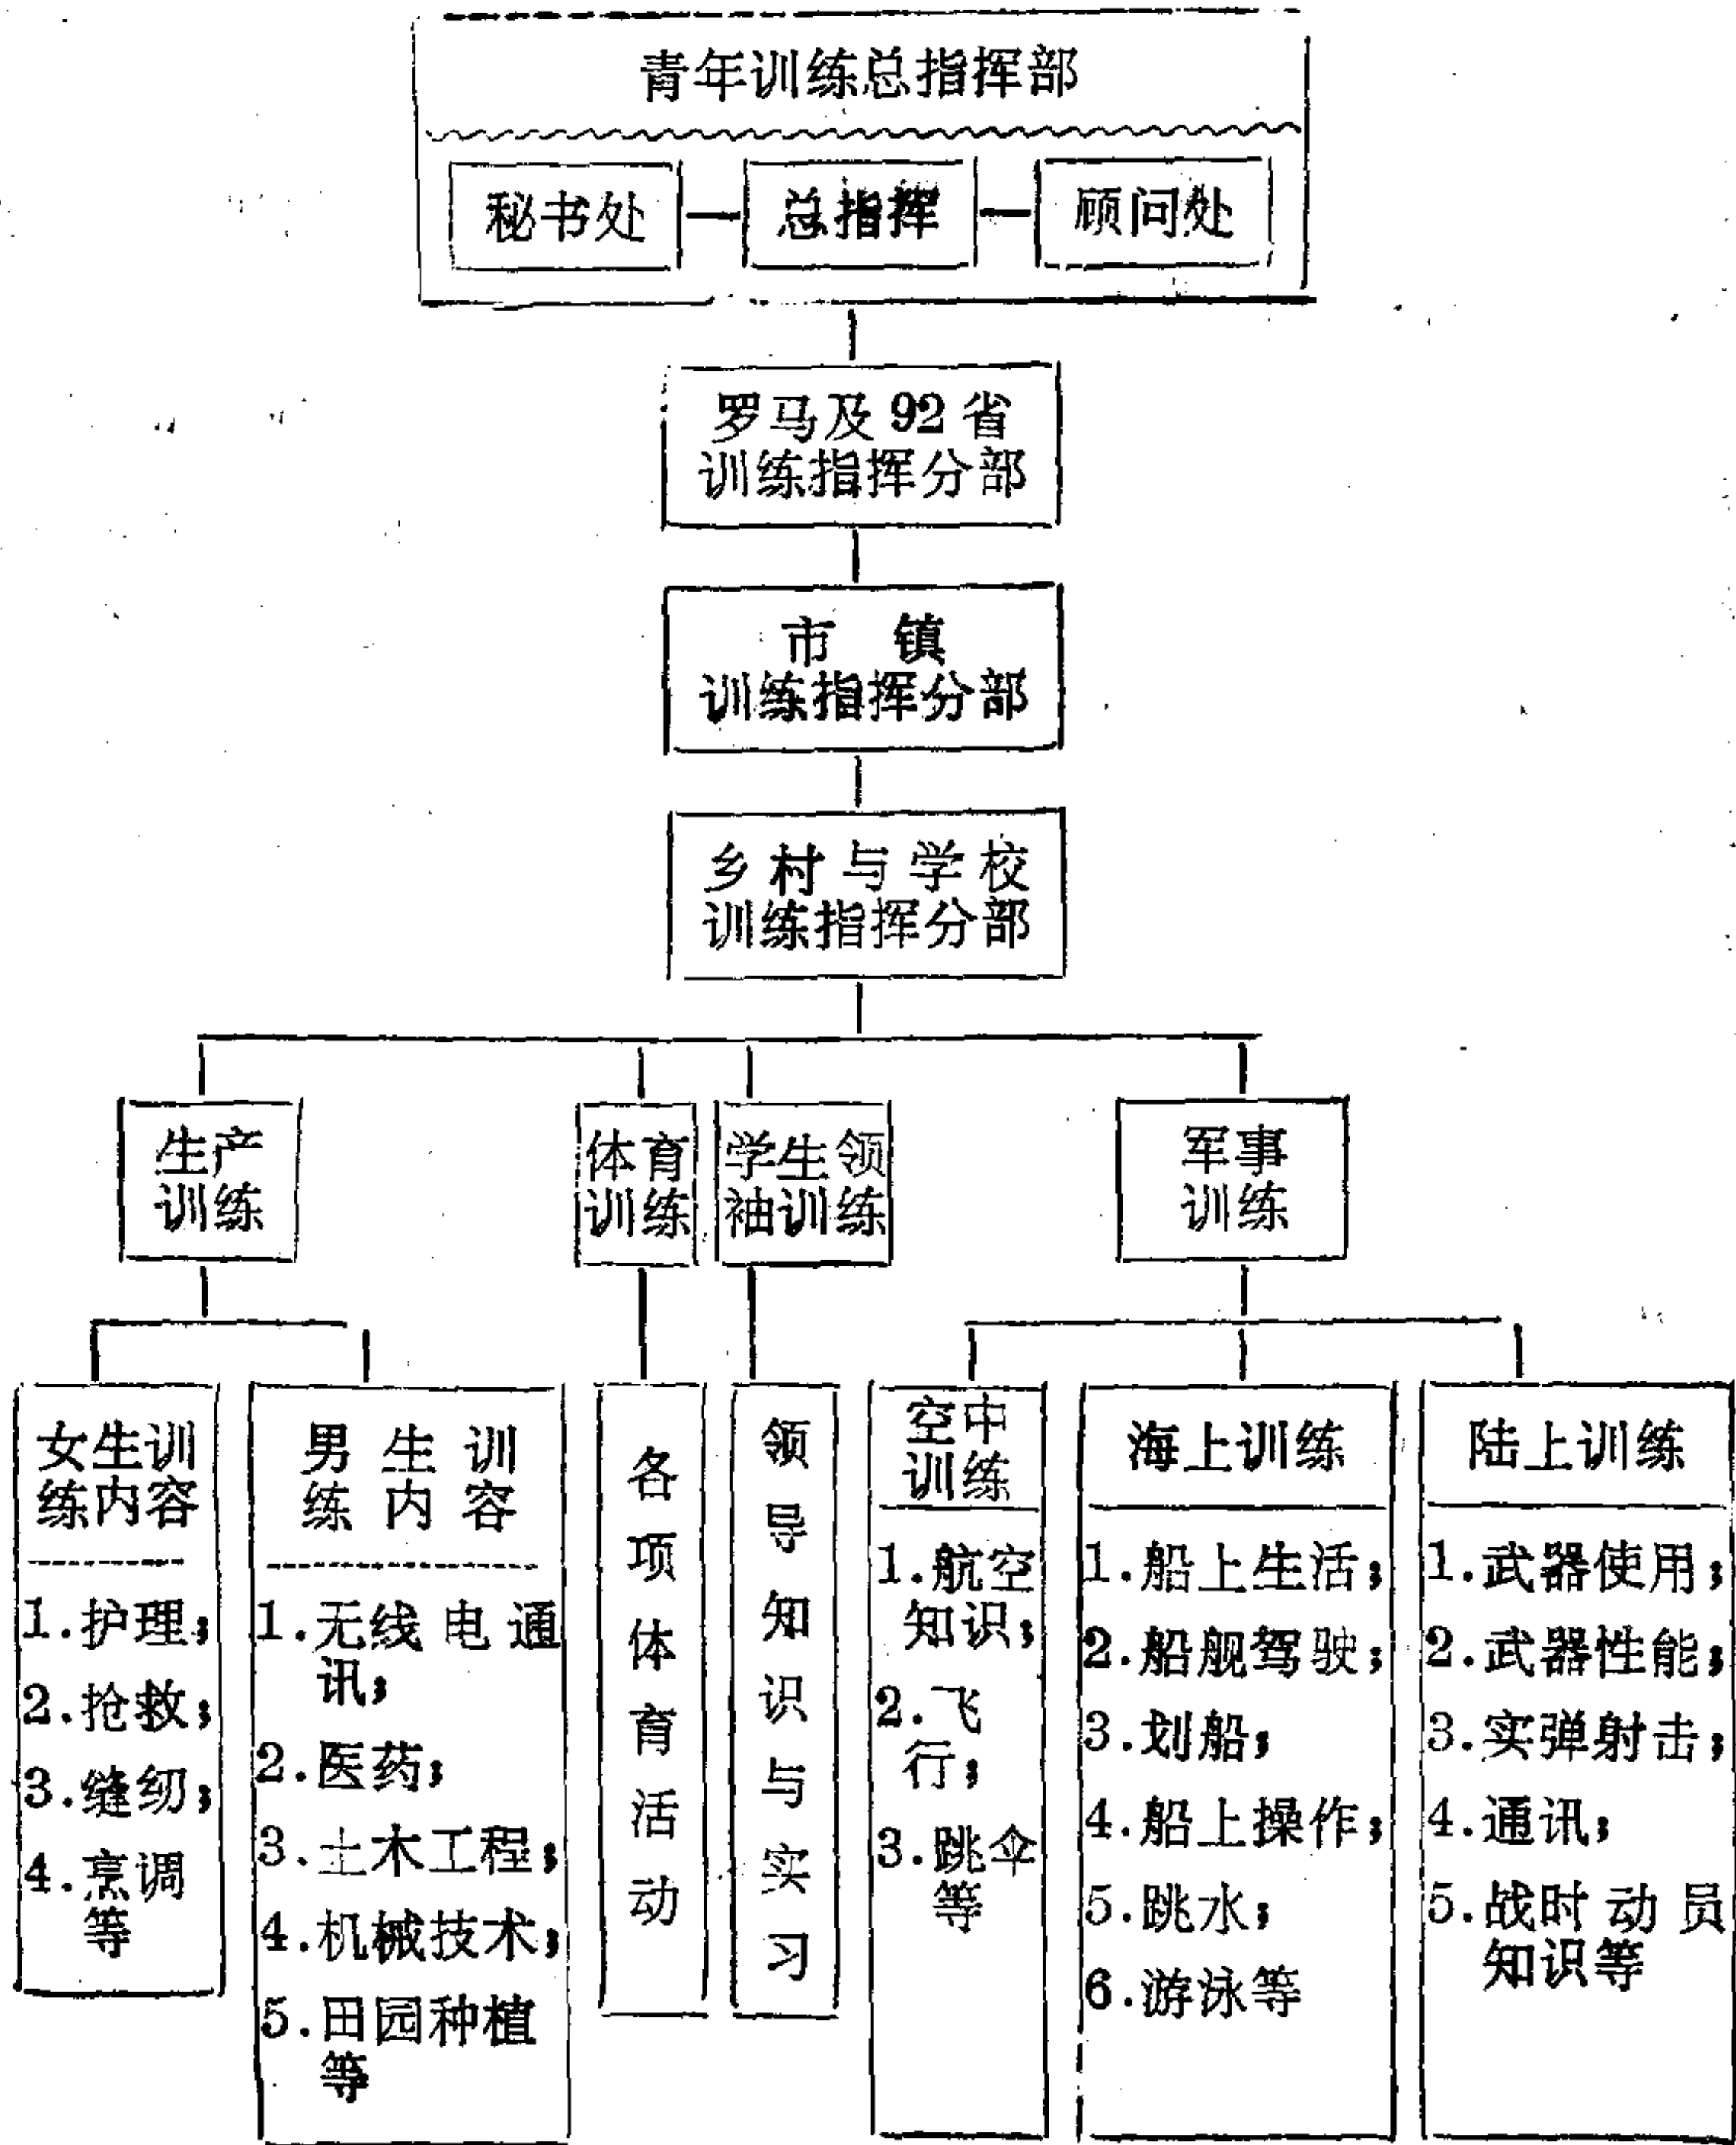 青年训练总指挥部
秘书处
总指挥
顾问处
罗马及92省
训练指挥分部
市 镇
训练指挥分部
乡村与学校
训练指挥分部
生产
训练
体育
训练
学生领
袖训练
军事
训练
女生训
练内容
1.护理;
2.抢救;
3.缝纫;
4.烹调
等
男生训
练内容
1.无线电通
讯;
2.医药;
3.土木工程;
4.机械技术;
5.田园种植
等
各项体育活动
领导知识与实习
空中
训练
1.航空
知识;
2.飞
行;
3.跳伞
等
海上训练
1.船上生活;
2.船舰驾驶;
3.划船;
4.船上操作;
5.跳水;
6.游泳等
陆上训练
1.武器使用;
2.武器性能;
3.实弹射击;
4.通讯;
5.战时动员
知识等